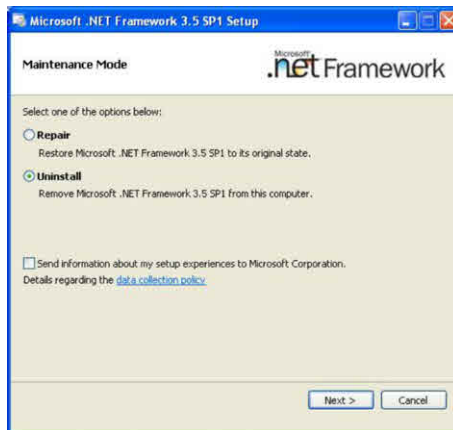 Microsoft .NET Framework 3.5 SP1 Setup
Maintenance Mode
Microsoft
.net Framework
Select one of the options below:
Repair
Restore Microsoft .NET Framework 3.5 SP1 to its original state.
Uninstall
Remove Microsoft .NET Framework 3.5 SP1 from this computer.
Send information about my setup experiences to Microsoft Corporation.
Details regarding the data collection policy
Next >
Cancel